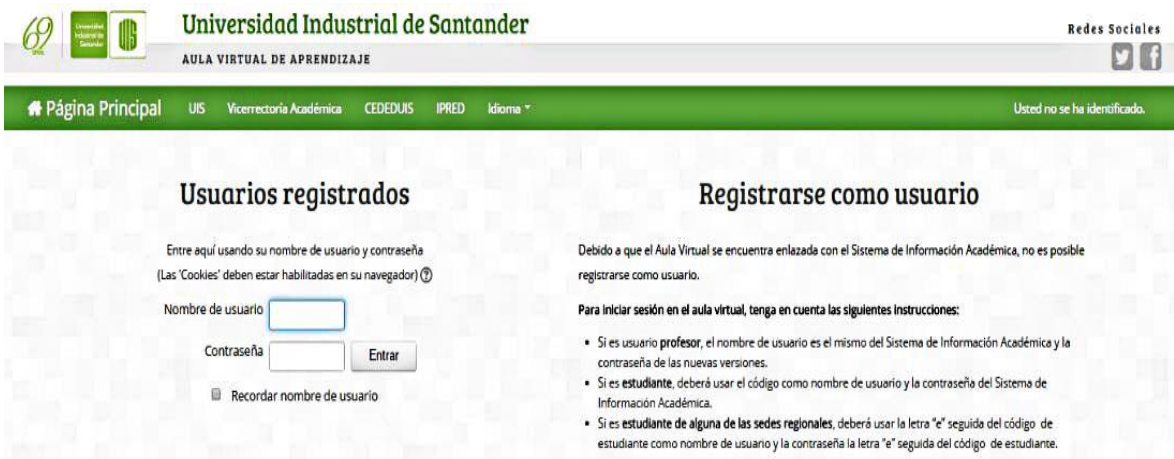 69
Universidad
Industrial de
Santander
UIS
Universidad Industrial de Santander
AULA VIRTUAL DE APRENDIZAJE
Redes Sociales
Página Principal UIS Vicerrectoría Académica CEDEDUIS IPRED Idioma
Usted no se ha identificado.
Usuarios registrados
Entre aquí usando su nombre de usuario y contraseña
(Las 'Cookies' deben estar habilitadas en su navegador)
Nombre de usuario
Contraseña Entrar
Recordar nombre de usuario
Registrarse como usuario
Debido a que el Aula Virtual se encuentra enlazada con el Sistema de Información Académica, no es posible
registrarse como usuario.
Para iniciar sesión en el aula virtual, tenga en cuenta las siguientes instrucciones:
Si es usuario profesor, el nombre de usuario es el mismo del Sistema de Información Académica y la
contraseña de las nuevas versiones.
Si es estudiante, deberá usar el código como nombre de usuario y la contraseña del Sistema de
Información Académica.
Si es estudiante de alguna de las sedes regionales, deberá usar la letra "e" seguida del código de
estudiante como nombre de usuario y la contraseña la letra "e" seguida del código de estudiante.